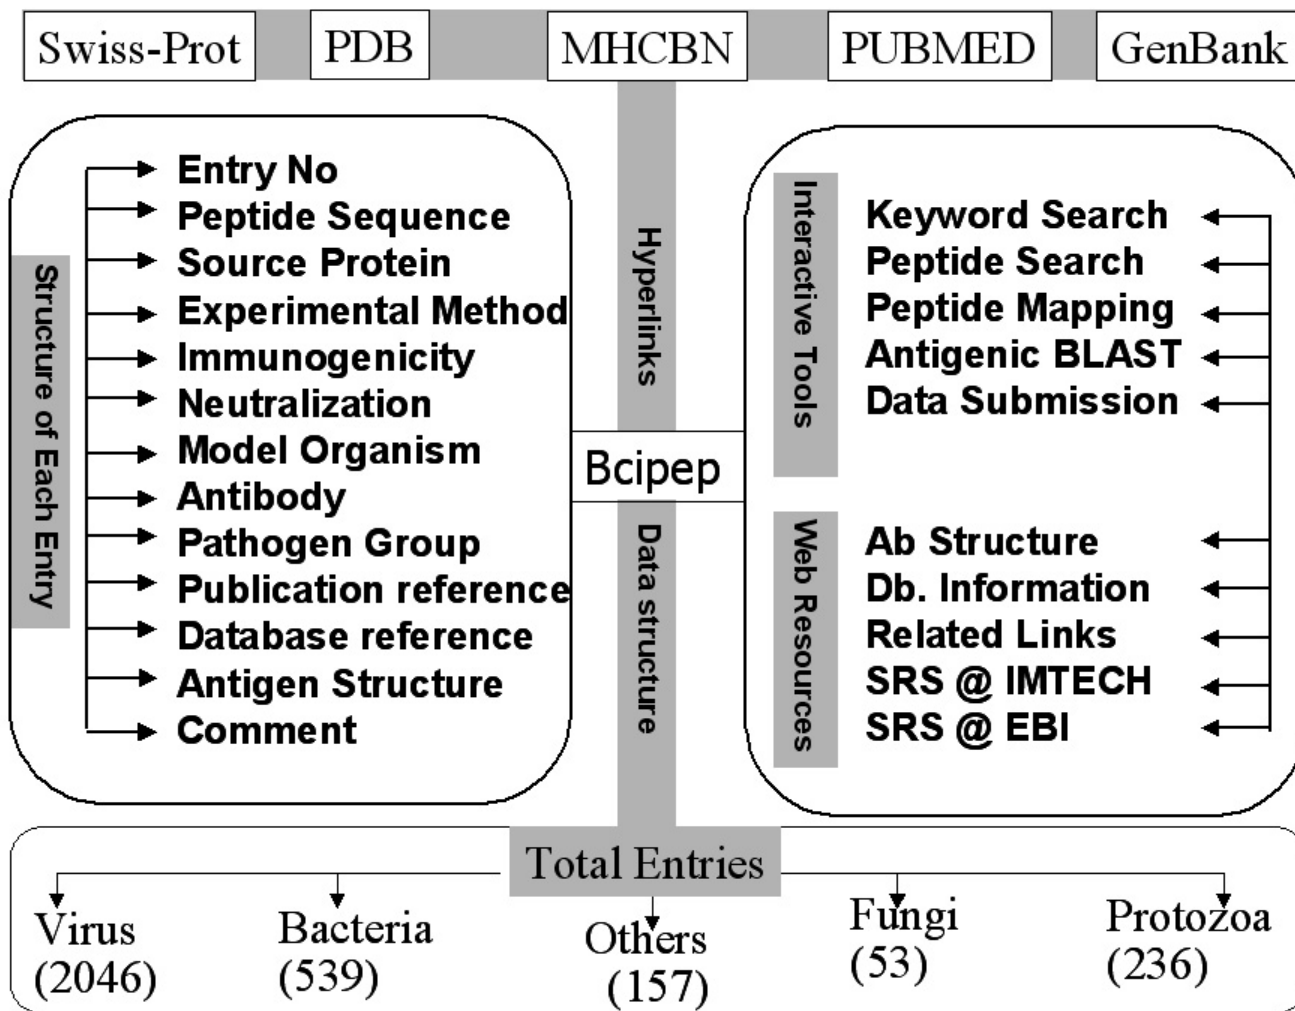 Swiss-Prot
PDB
MHCBN
PUBMED
GenBank
Structure of Each Entry
Entry No
Peptide Sequence
Source Protein
Experimental Method
Immunogenicity
Neutralization
Model Organism
Antibody
Pathogen Group
Publication reference
Database reference
Antigen Structure
Comment
Hyperlinks
Bcipep
Data structure
Interactive Tools
Keyword Search
Peptide Search
Peptide Mapping
Antigenic BLAST
Data Submission
Web Resources
Ab Structure
Db. Information
Related Links
SRS @ IMTECH
SRS @ EBI
Total Entries
Virus
(2046)
Bacteria
(539)
Others
(157)
Fungi
(53)
Protozoa
(236)